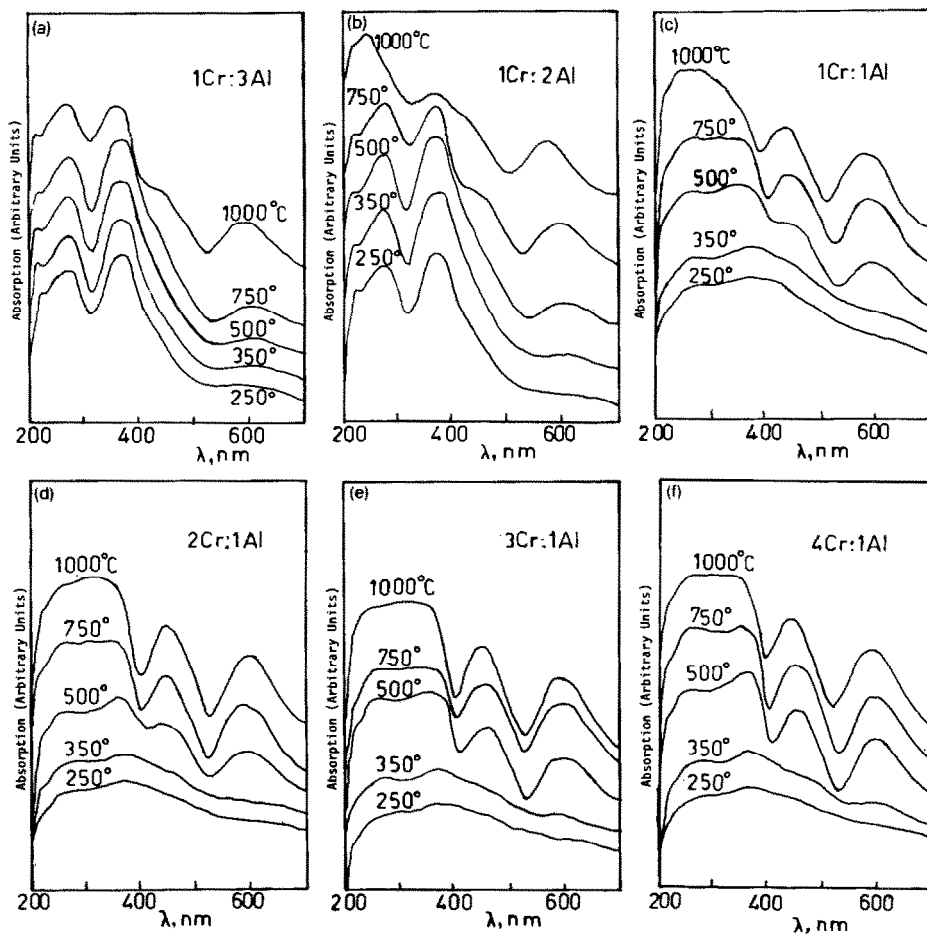 (a)
1Cr:3Al
1000°C
750°
500°
350°
250°
Absorption (Arbitrary Units)
200 400 600
λ, nm
(b)
1000°C
1Cr:2Al
750°
500°
350°
250°
Absorption (Arbitrary Units)
200 400 600
λ, nm
(c)
1000°C
1Cr:1Al
750°
500°
350°
250°
Absorption (Arbitrary Units)
200 400 600
λ, nm
(d)
2Cr:1Al
1000°C
750°
500°
350°
250°
Absorption (Arbitrary Units)
200 400 600
λ, nm
(e)
3Cr:1Al
1000°C
750°
500°
350°
250°
Absorption (Arbitrary Units)
200 400 600
λ, nm
(f)
4Cr:1Al
1000°C
750°
500°
350°
250°
Absorption (Arbitrary Units)
200 400 600
λ, nm